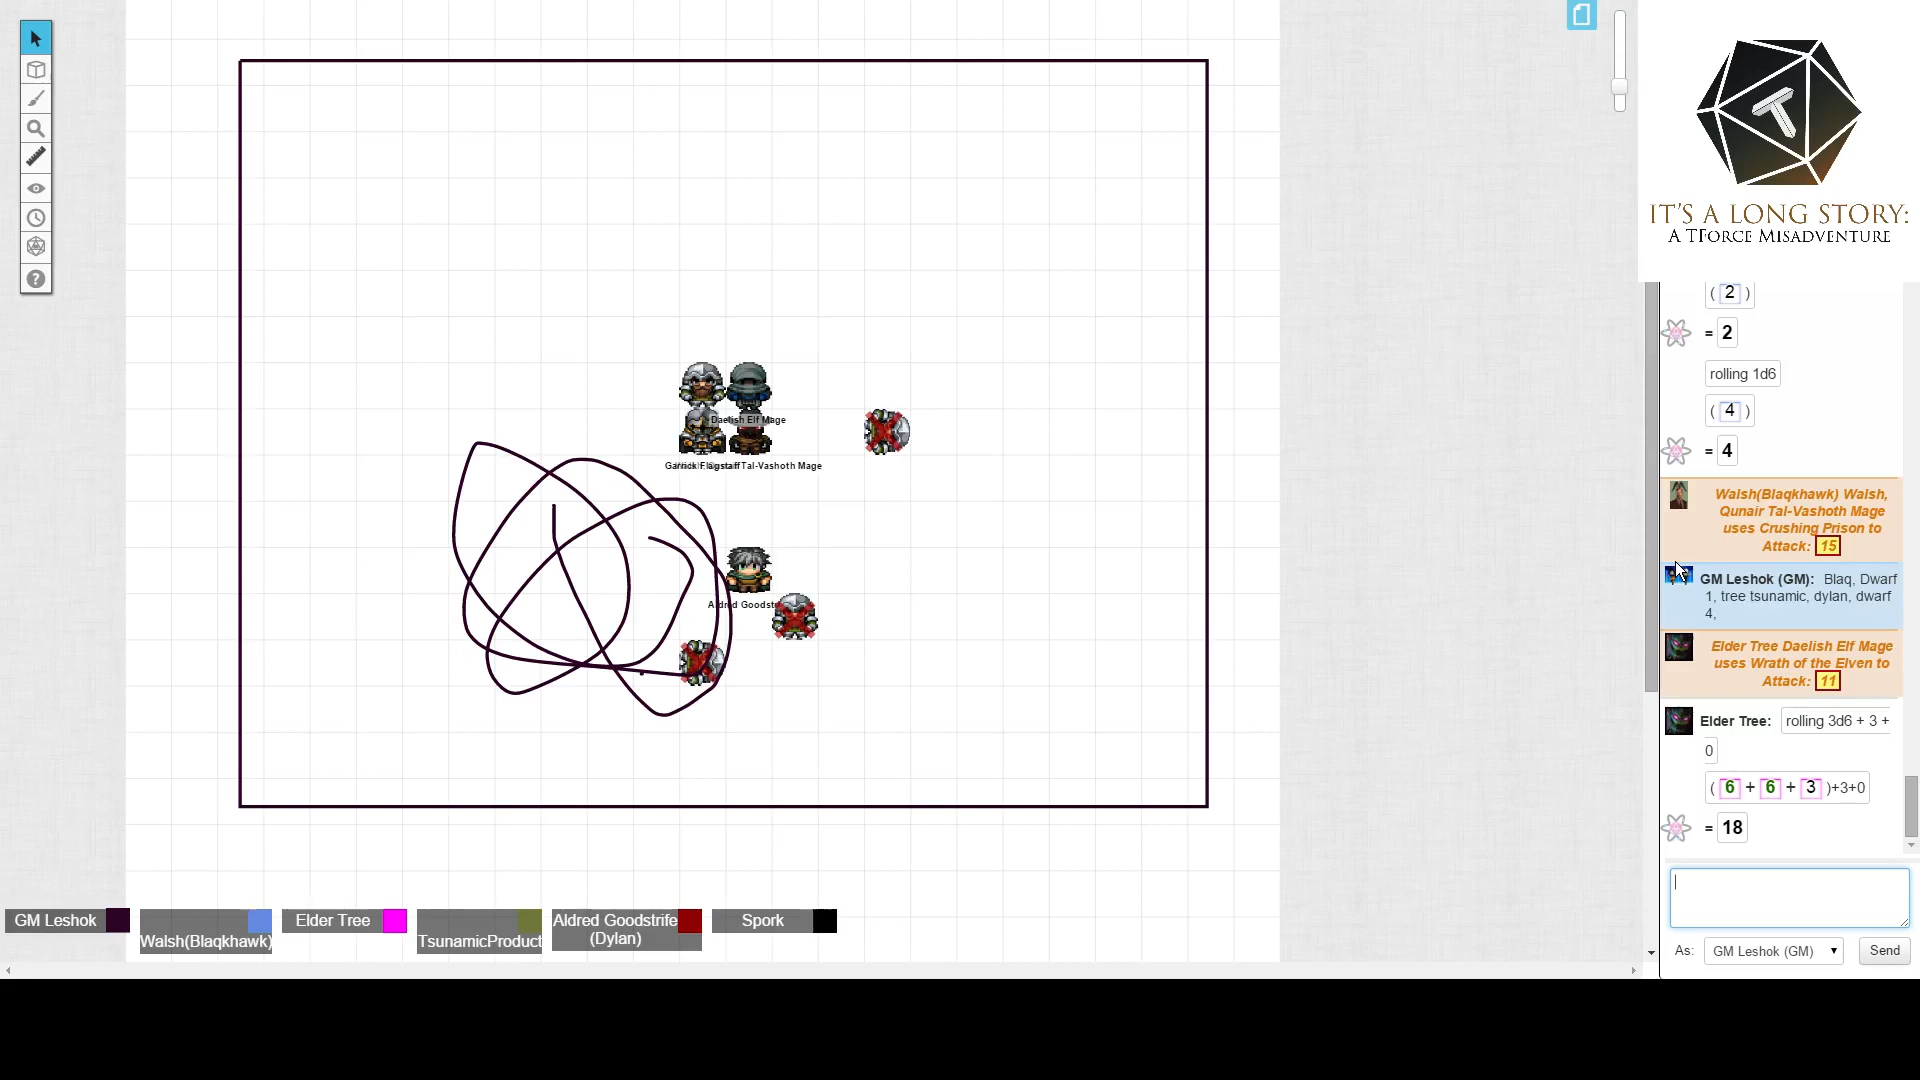 T
IT'S A LONG STORY:
A TFORCE MISADVENTURE
( 2 )
= 2
rolling 1d6
( 4 )
= 4
Walsh(Blaqkhawk) Walsh,
Qunair Tal-Vashoth Mage
uses Crushing Prison to
Attack: 15
GM Leshok (GM): Blaq, Dwarf
1, tree tsunamic, dylan, dwarf
4,
Elder Tree Daelish Elf Mage
uses Wrath of the Elven to
Attack: 11
Elder Tree: rolling 3d6 + 3 +
0
( 6 + 6 + 3 )+3+0
= 18
As: GM Leshok (GM) Send
Daelish Elf Mage
Tal-Vashoth Mage
?
GM Leshok
Walsh(Blaqkhawk)
Elder Tree
TsunamicProduct
Aldred Goodstrife
(Dylan)
Spork